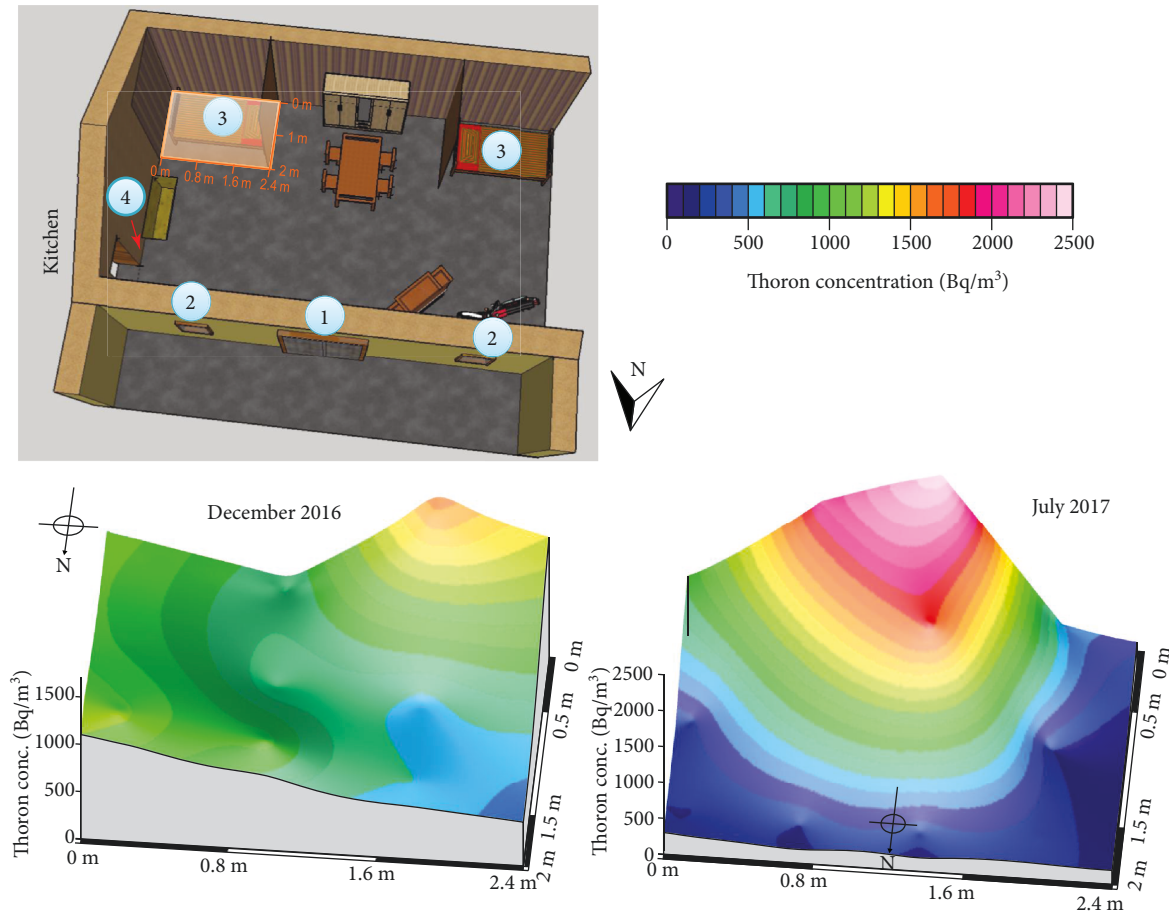 3
0 m
1 m
2 m
0 m
0.8 m
1.6 m
2.4 m
3
4
Kitchen
2
1
2
0
500
1000
1500
2000
2500
Thoron concentration (Bq/m³)
N
December 2016
N
Thoron conc. (Bq/m³)
1500
1000
500
0
0 m
0.8 m
1.6 m
2.4 m
0 m
0.5 m
1.5 m
2 m
July 2017
Thoron conc. (Bq/m³)
2500
2000
1500
1000
500
0
N
0 m
0.8 m
1.6 m
2.4 m
0 m
0.5 m
1.5 m
2 m